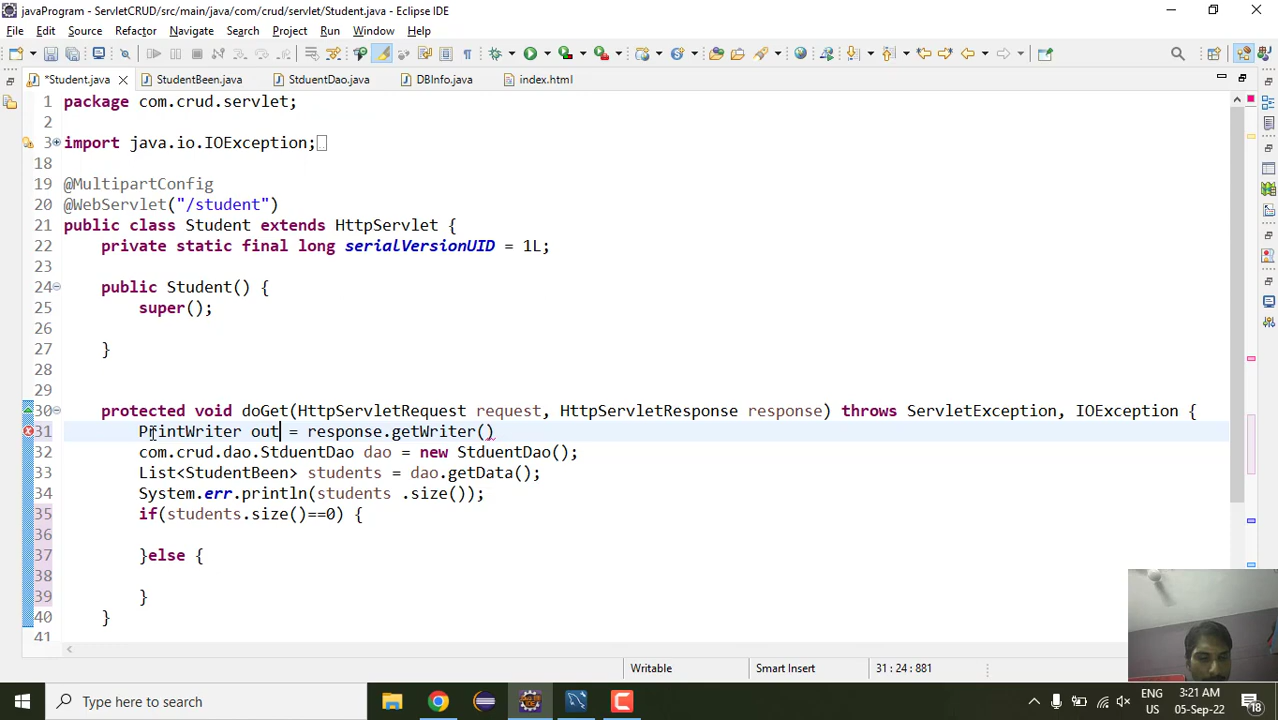 javaProgram - ServletCRUD/src/main/java/com/crud/servlet/Student.java - Eclipse IDE
File Edit Source Refactor Navigate Search Project Run Window Help
*Student.java StudentBeen.java StduentDao.java DBInfo.java index.html
1 package com.crud.servlet;
2
3 import java.io.IOException;
18
19 @MultipartConfig
20 @WebServlet("/student")
21 public class Student extends HttpServlet {
22 private static final long serialVersionUID = 1L;
23
24 public Student() {
25 super();
26
27 }
28
29
30 protected void doGet(HttpServletRequest request, HttpServletResponse response) throws ServletException, IOException {
31 PrintWriter out = response.getWriter()
32 com.crud.dao.StduentDao dao = new StduentDao();
33 List<StudentBeen> students = dao.getData();
34 System.err.println(students .size());
35 if(students.size()==0) {
36
37 }else {
38
39 }
40 }
41
Writable Smart Insert 31 : 24 : 881
Type here to search
ENG
US
3:21 AM
05-Sep-22
18